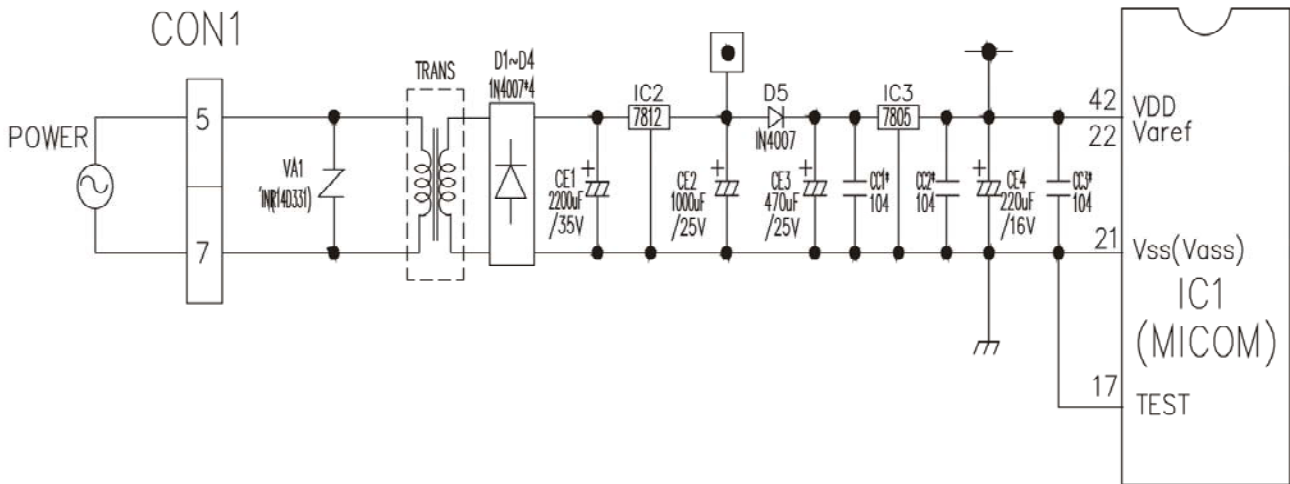 CON1
POWER
5
7
VA1
INR14D331)
TRANS
D1~D4
1N4007*4
CE1
2200uF
/35V
IC2
7812
CE2
1000uF
/25V
D5
IN4007
CE3
470uF
/25V
CC1*
104
IC3
7805
CC2*
104
CE4
220uF
/16V
CC3*
104
42
VDD
22
Varef
21
Vss(Vass)
IC1
(MICOM)
17
TEST